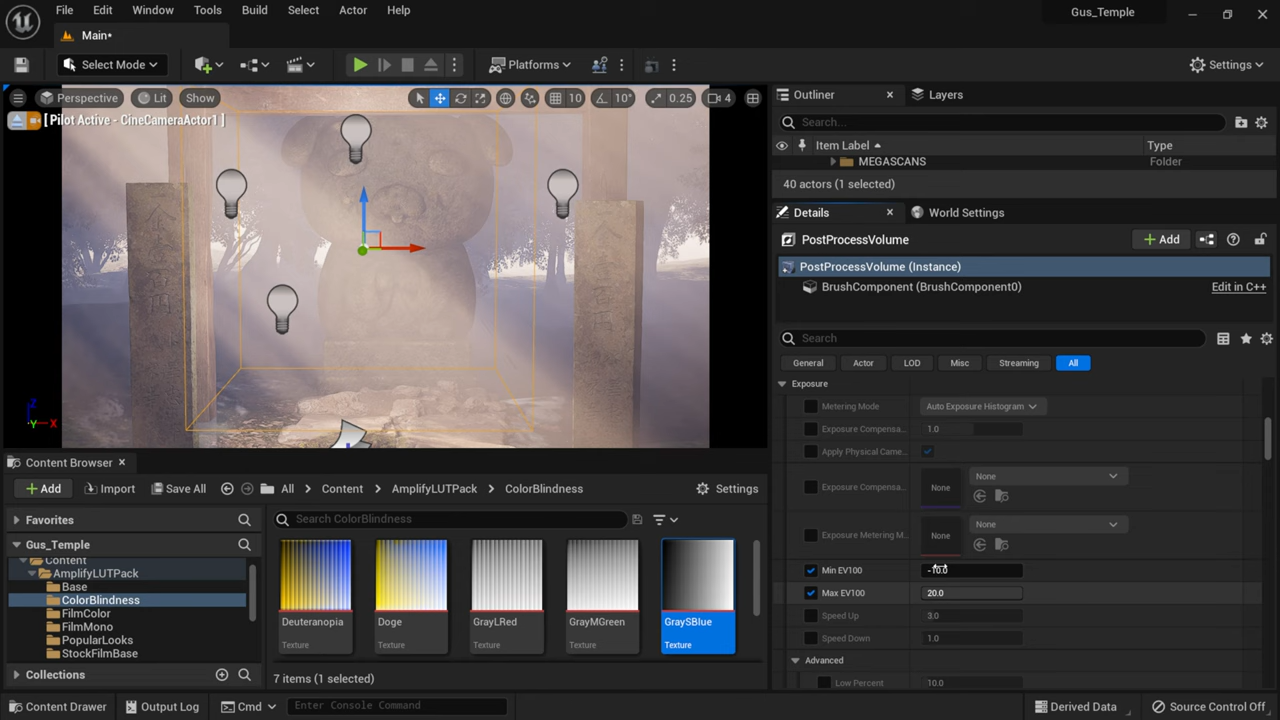 File Edit Window Tools Build Select Actor Help
Gus_Temple
Main*
Select Mode
Platforms
Settings
Perspective Lit Show
10 10° 0.25 4
[ Pilot Active - CineCameraActor1 ]
Outliner
Layers
Search...
Item Label Type
MEGASCANS Folder
40 actors (1 selected)
Details
World Settings
PostProcessVolume
Add
PostProcessVolume (Instance)
BrushComponent (BrushComponent0) Edit in C++
Search
General Actor LOD Misc Streaming All
Exposure
Metering Mode Auto Exposure Histogram
Exposure Compensa... 1.0
Apply Physical Came...
Exposure Compensa... None None
Exposure Metering M... None None
Min EV100 -10.0
Max EV100 20.0
Speed Up 3.0
Speed Down 1.0
Advanced
Low Percent 10.0
Content Browser
Add Import Save All All Content AmplifyLUTPack ColorBlindness Settings
Favorites
Gus_Temple
Content
AmplifyLUTPack
Base
ColorBlindness
FilmColor
FilmMono
PopularLooks
StockFilmBase
Collections
Search ColorBlindness
Deuteranopia
Texture
Doge
Texture
GrayLRed
Texture
GrayMGreen
Texture
GraySBlue
Texture
7 items (1 selected)
Content Drawer Output Log Cmd Enter Console Command Derived Data Source Control Off